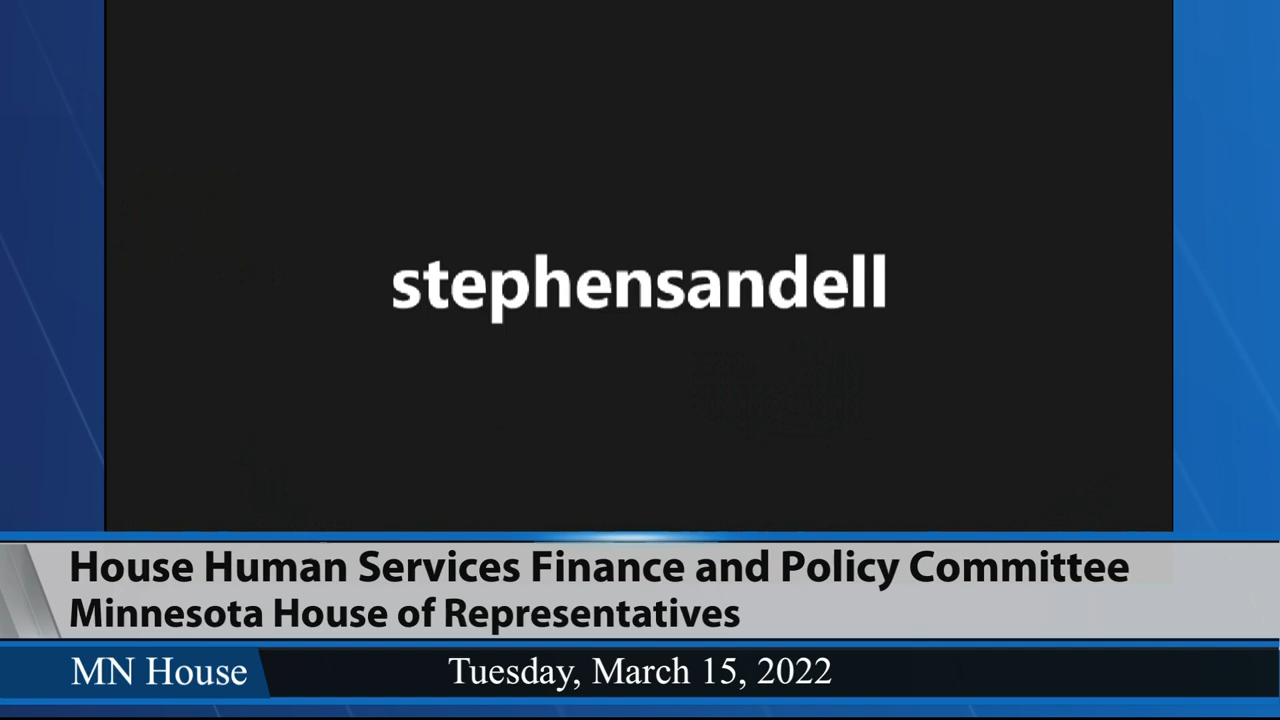 stephensandell
House Human Services Finance and Policy Committee
Minnesota House of Representatives
MN House
Tuesday, March 15, 2022